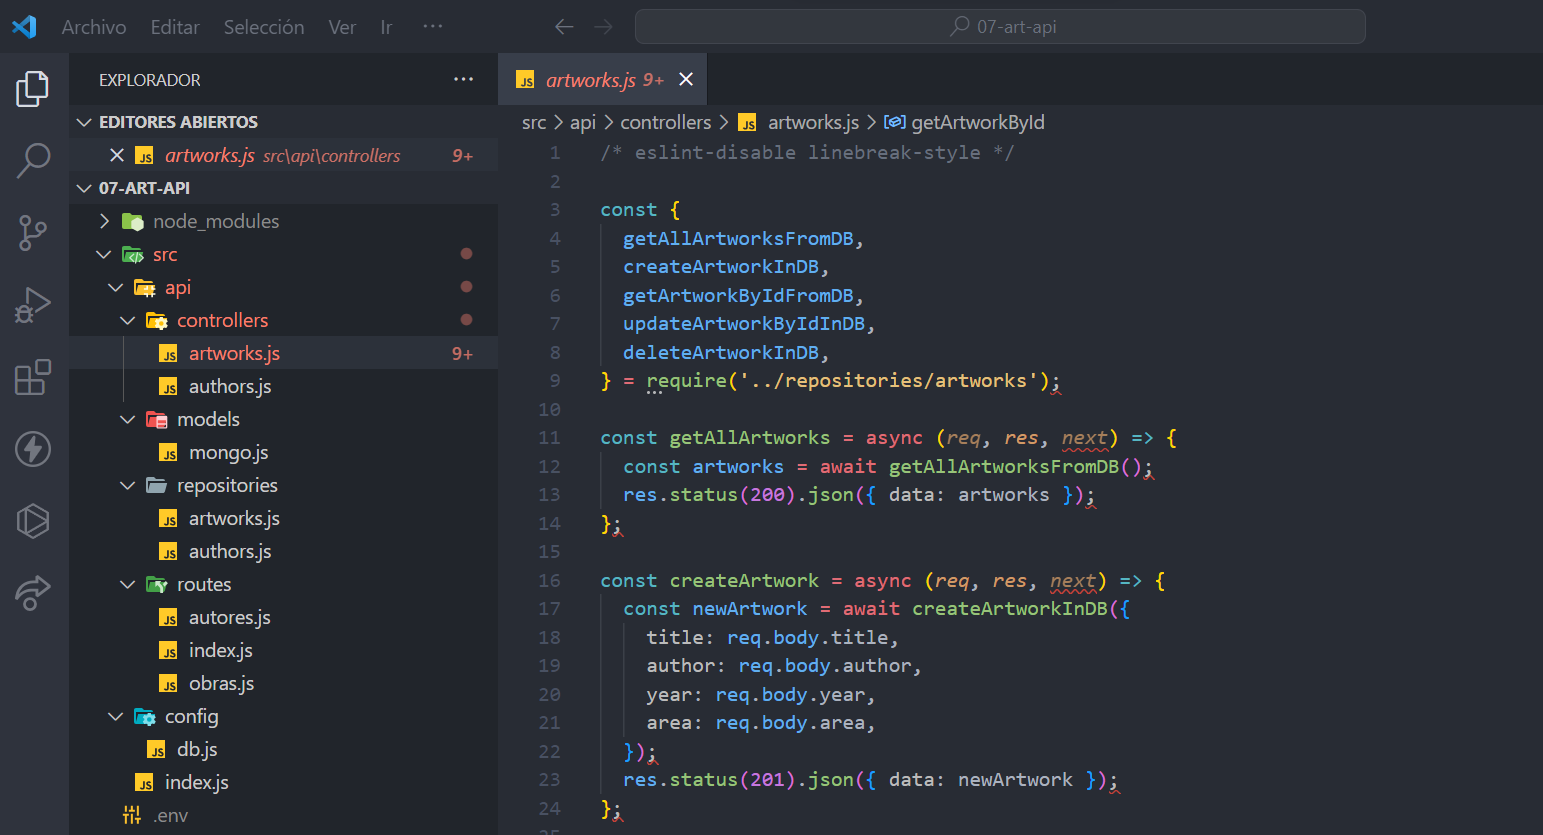 Archivo Editar Selección Ver Ir ··· 07-art-api
EXPLORADOR ···
EDITORES ABIERTOS
artworks.js src\api\controllers 9+
07-ART-API
node_modules
src
api
controllers
artworks.js 9+
authors.js
models
mongo.js
repositories
artworks.js
authors.js
routes
autores.js
index.js
obras.js
config
db.js
index.js
.env
artworks.js 9+
src > api > controllers > artworks.js > getArtworkById
1 /* eslint-disable linebreak-style */
2
3 const {
4 getAllArtworksFromDB,
5 createArtworkInDB,
6 getArtworkByIdFromDB,
7 updateArtworkByIdInDB,
8 deleteArtworkInDB,
9 } = require('../repositories/artworks');
10
11 const getAllArtworks = async (req, res, next) => {
12 const artworks = await getAllArtworksFromDB();
13 res.status(200).json({ data: artworks });
14 };
15
16 const createArtwork = async (req, res, next) => {
17 const newArtwork = await createArtworkInDB({
18 title: req.body.title,
19 author: req.body.author,
20 year: req.body.year,
21 area: req.body.area,
22 });
23 res.status(201).json({ data: newArtwork });
24 };